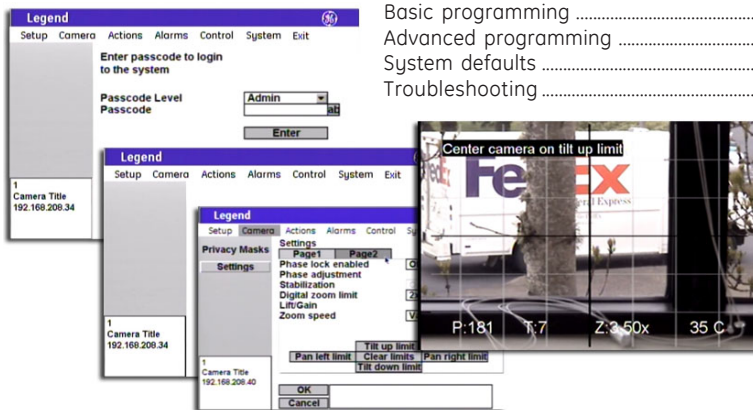 Legend
Setup Camera Actions Alarms Control System Exit
Enter passcode to login
to the system
Passcode Level Admin
Passcode ab
Enter
1
Camera Title
192.168.208.34
Legend
Setup Camera Actions Alarms Control System Exit
1
Camera Title
192.168.208.34
Legend
Setup Camera Actions Alarms Control
Privacy Masks
Settings
Settings
Page1 Page2
Phase lock enabled
Phase adjustment
Stabilization
Digital zoom limit
Lift/Gain
Zoom speed
Tilt up limit
Pan left limit Clear limits Pan right limit
Tilt down limit
1
Camera Title
192.168.208.40
OK
Cancel
Basic programming
Advanced programming
System defaults
Troubleshooting
Center camera on tilt up limit
FedEx
Express
P:181 T:7 Z:3.50x 35 C